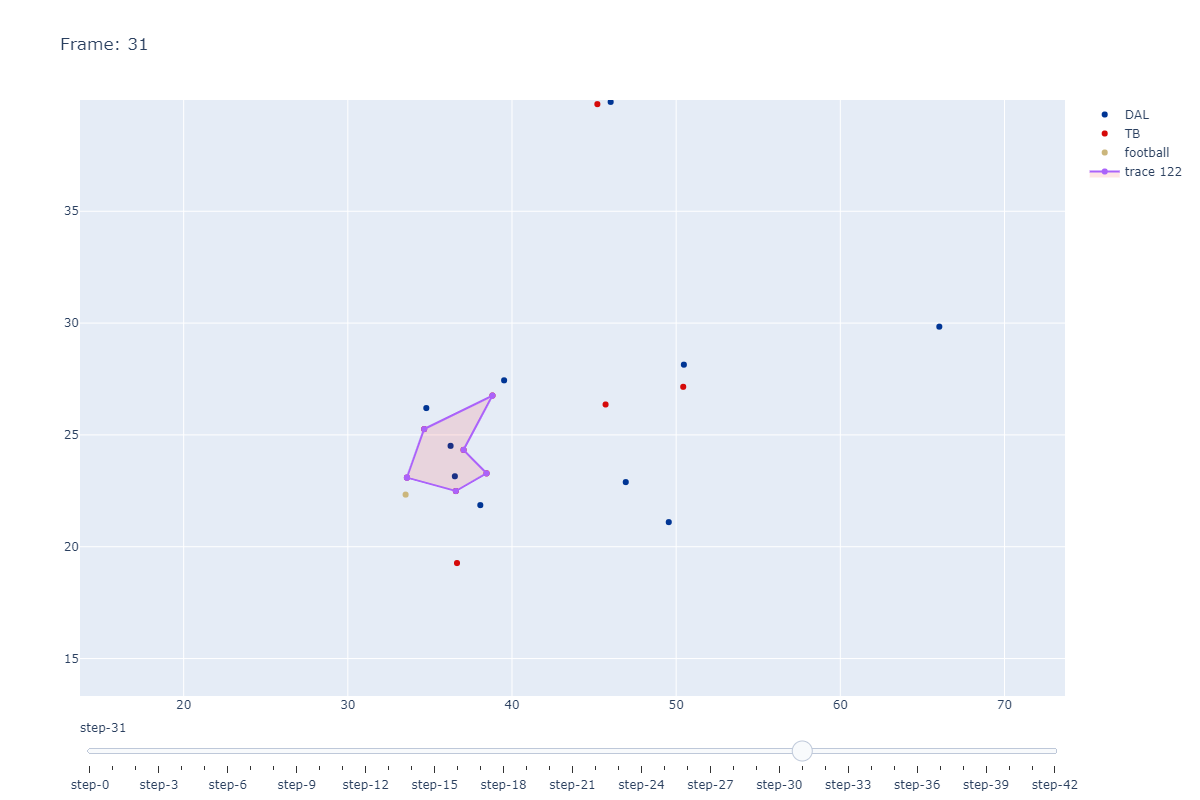 Frame: 31
DAL
TB
football
trace 122
35
30
25
20
15
20 30 40 50 60 70
step-31
step-0 step-3 step-6 step-9 step-12 step-15 step-18 step-21 step-24 step-27 step-30 step-33 step-36 step-39 step-42